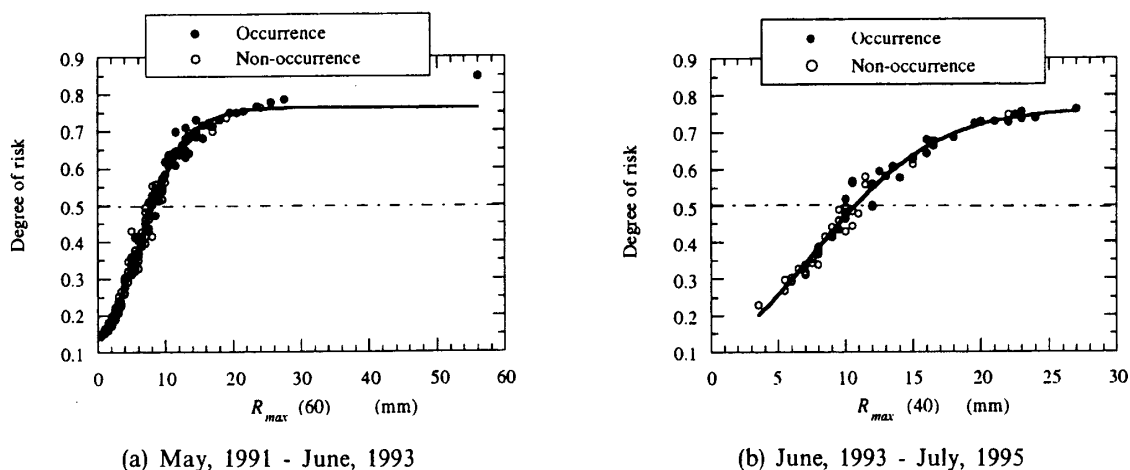 Occurrence
Non-occurrence
0.9
0.8
0.7
0.6
0.5
0.4
0.3
0.2
0.1
Degree of risk
0 10 20 30 40 50 60
R_max (60) (mm)
(a) May, 1991 - June, 1993
Occurrence
Non-occurrence
0.9
0.8
0.7
0.6
0.5
0.4
0.3
0.2
0.1
Degree of risk
0 5 10 15 20 25 30
R_max (40) (mm)
(b) June, 1993 - July, 1995